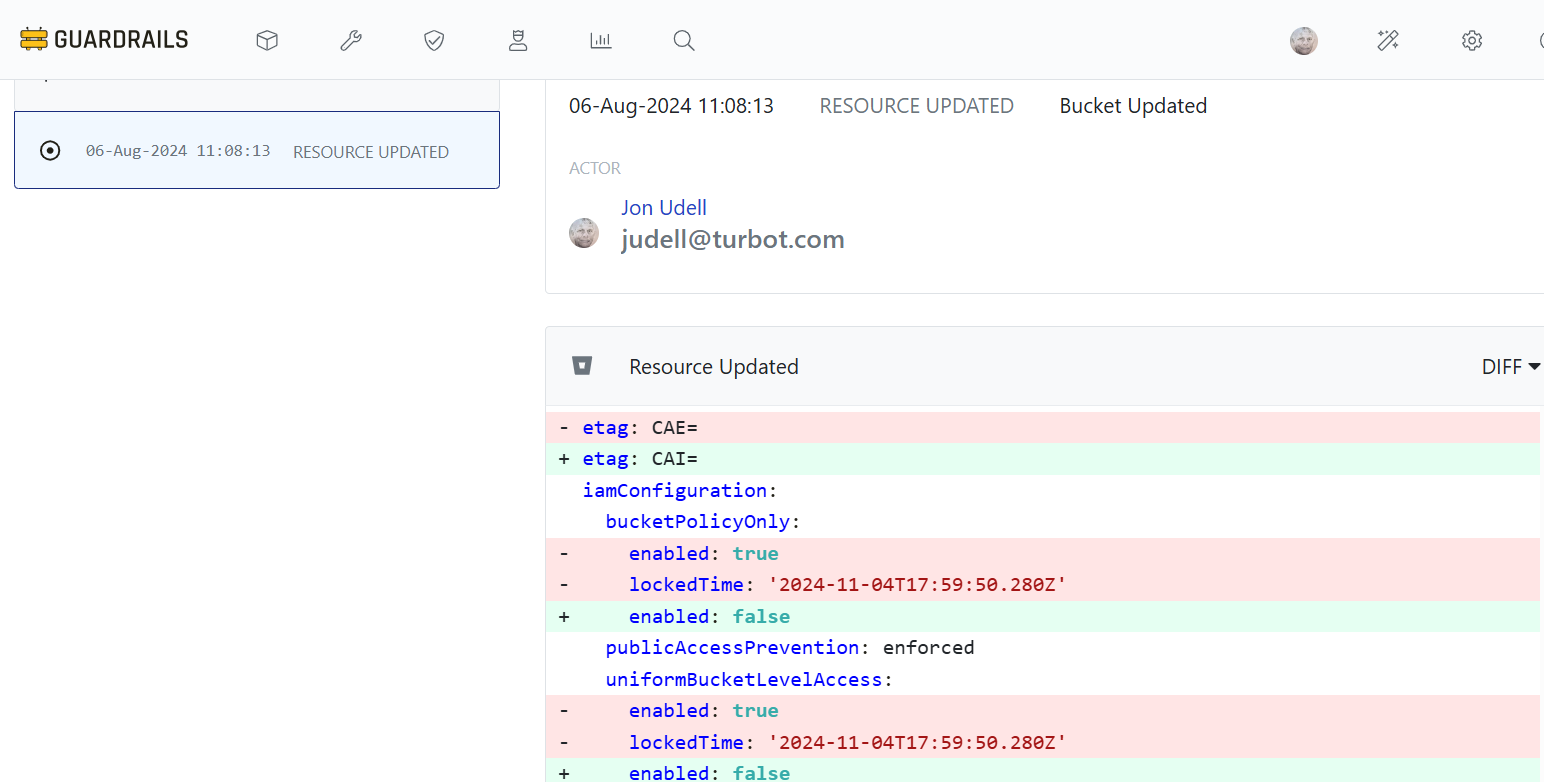 GUARDRAILS
06-Aug-2024 11:08:13 RESOURCE UPDATED
06-Aug-2024 11:08:13 RESOURCE UPDATED Bucket Updated
ACTOR
Jon Udell
judell@turbot.com
Resource Updated DIFF
- etag: CAE=
+ etag: CAI=
iamConfiguration:
bucketPolicyOnly:
- enabled: true
- lockedTime: '2024-11-04T17:59:50.280Z'
+ enabled: false
publicAccessPrevention: enforced
uniformBucketLevelAccess:
- enabled: true
- lockedTime: '2024-11-04T17:59:50.280Z'
+ enabled: false